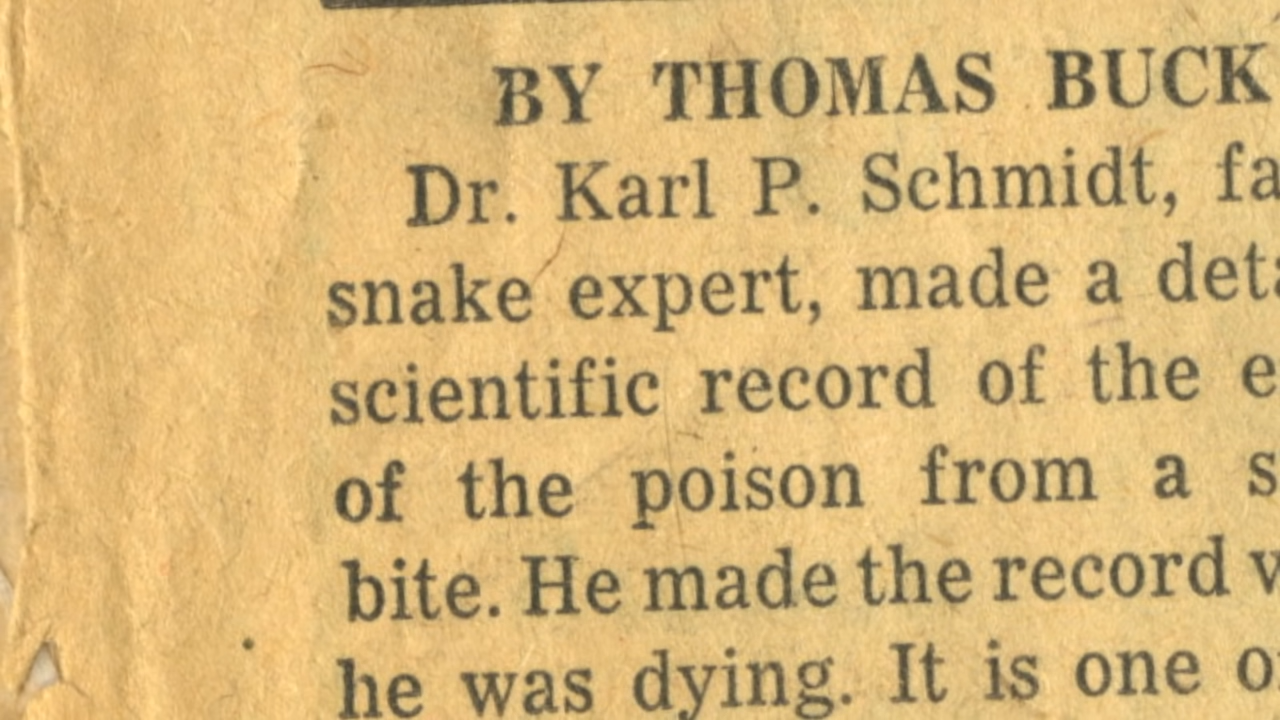 BY THOMAS BUCK
Dr. Karl P. Schmidt,
snake expert, made a
scientific record of the
of the poison from a
bite. He made the record
he was dying. It is one